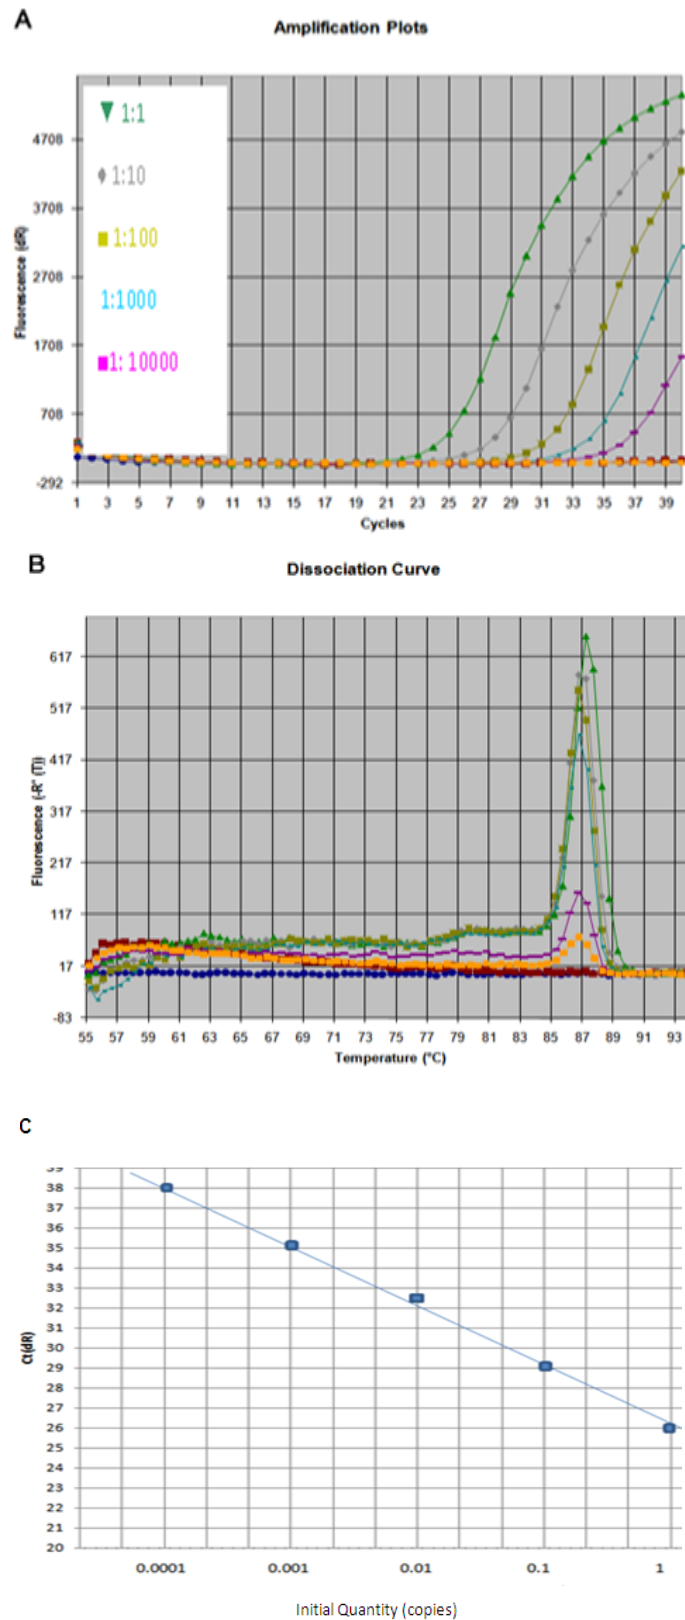 A
Amplification Plots
1:1
1:10
1:100
1:1000
1: 10000
4708
3708
2708
1708
708
-292
Fluorescence (dR)
1 3 5 7 9 11 13 15 17 19 21 23 25 27 29 31 33 35 37 39
Cycles
B
Dissociation Curve
617
517
417
317
217
117
17
-83
Fluorescence (-R' (T))
55 57 59 61 63 65 67 69 71 73 75 77 79 81 83 85 87 89 91 93
Temperature (°C)
C
39
38
37
36
35
34
33
32
31
30
29
28
27
26
25
24
23
22
21
20
Ct(dR)
0.0001 0.001 0.01 0.1 1
Initial Quantity (copies)